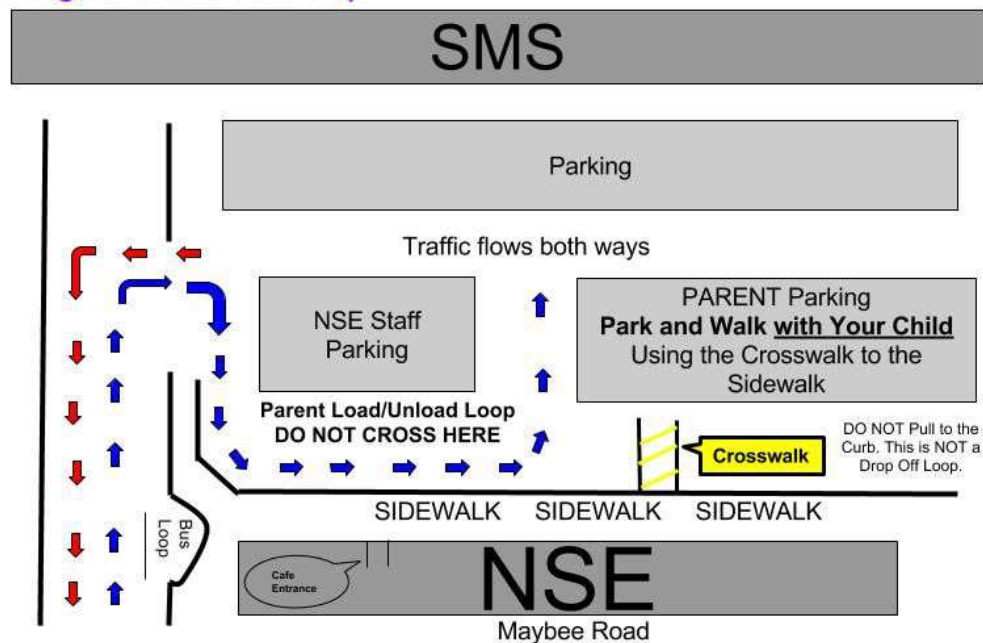 SMS
Parking
Traffic flows both ways
NSE Staff
Parking
PARENT Parking
Park and Walk with Your Child
Using the Crosswalk to the
Sidewalk
Parent Load/Unload Loop
DO NOT CROSS HERE
Crosswalk
DO NOT Pull to the
Curb. This is NOT a
Drop Off Loop.
SIDEWALK SIDEWALK SIDEWALK
Bus
Loop
Cafe
Entrance
NSE
Maybee Road